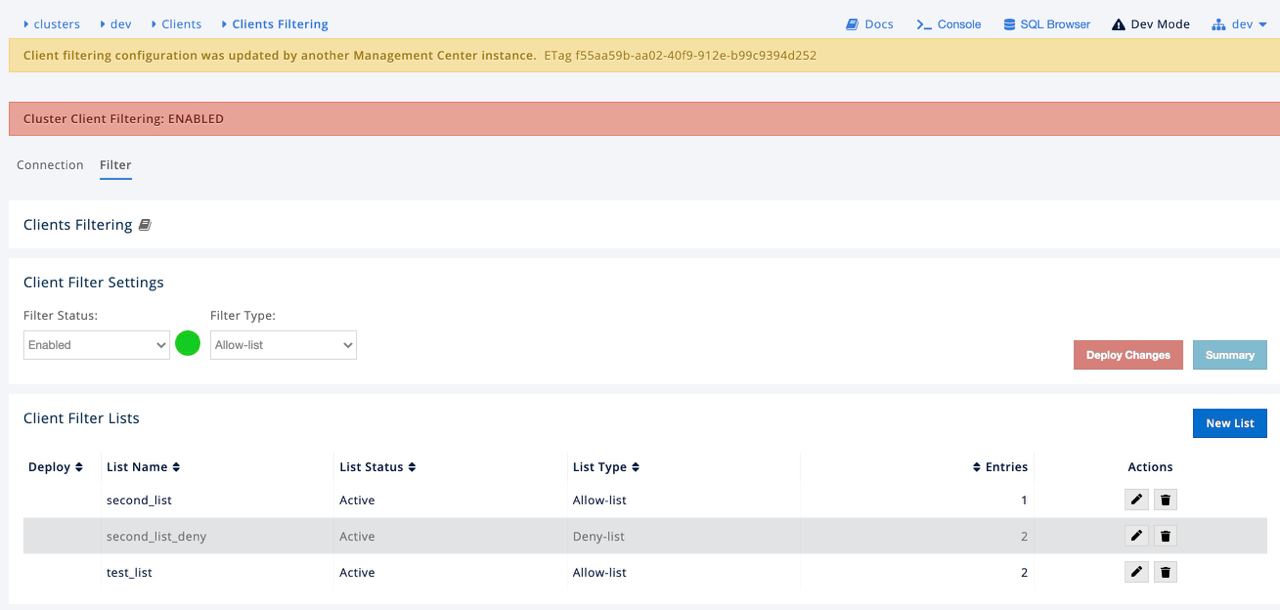 clusters dev Clients Clients Filtering Docs Console SQL Browser Dev Mode dev
Client filtering configuration was updated by another Management Center instance. ETag f55aa59b-aa02-40f9-912e-b99c9394d252
Cluster Client Filtering: ENABLED
Connection Filter
Clients Filtering
Client Filter Settings
Filter Status: Filter Type:
Enabled Allow-list
Deploy Changes Summary
Client Filter Lists
New List
Deploy List Name List Status List Type Entries Actions
second_list Active Allow-list 1
second_list_deny Active Deny-list 2
test_list Active Allow-list 2